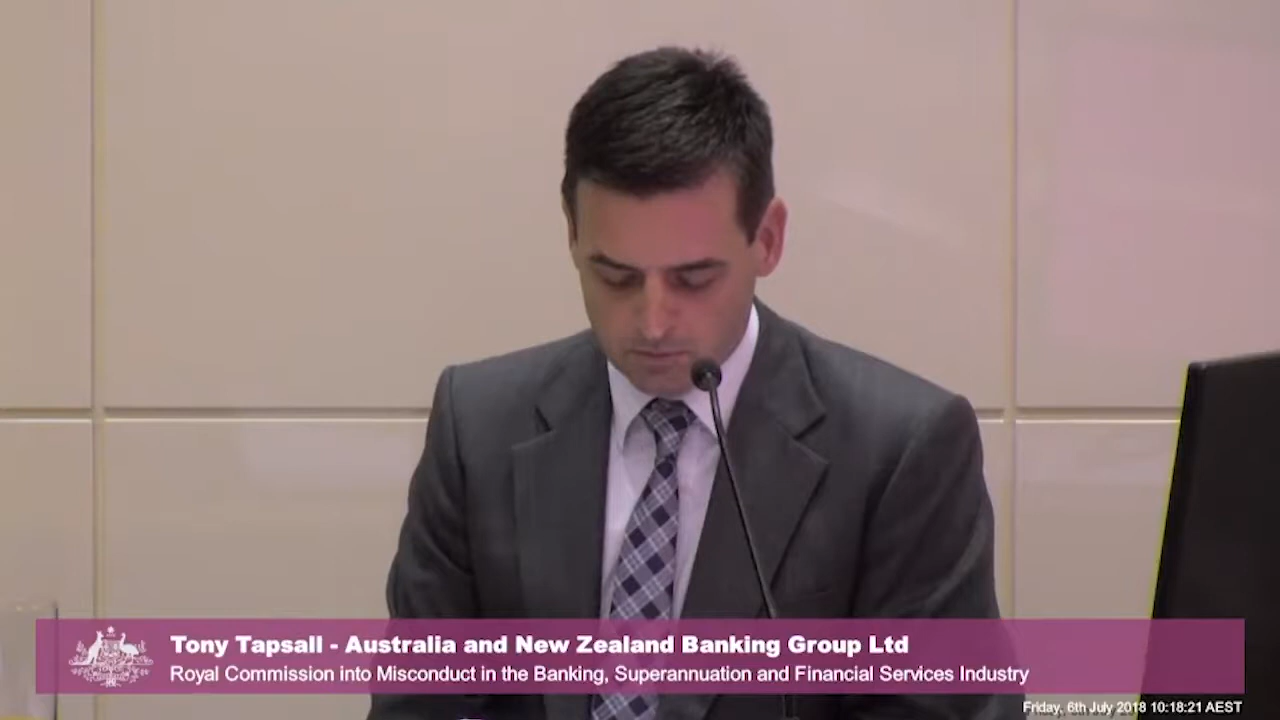 Tony Tapsall - Australia and New Zealand Banking Group Ltd
Royal Commission into Misconduct in the Banking, Superannuation and Financial Services Industry
Friday, 6th July 2018 10:18:21 AEST